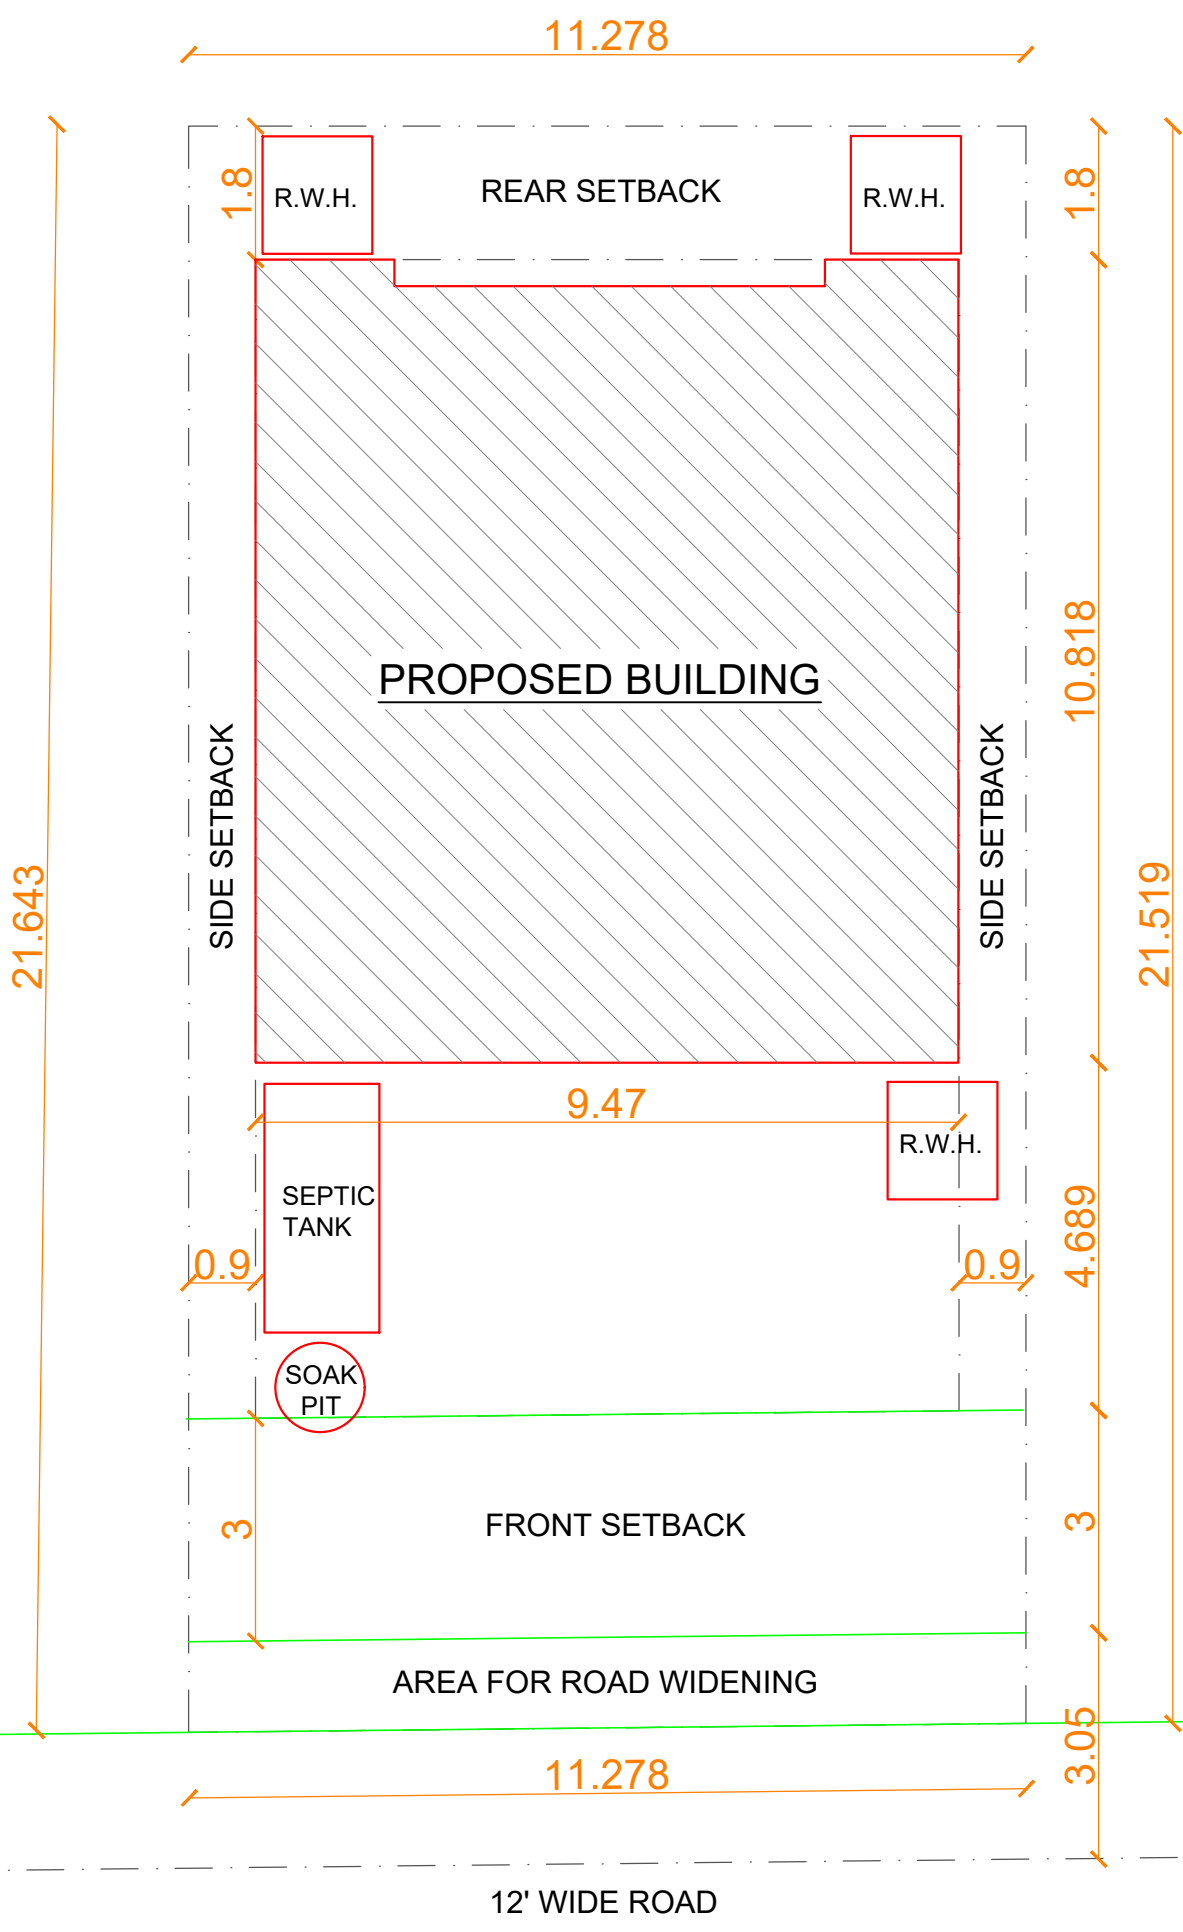 11.278
1.8
R.W.H.
REAR SETBACK
R.W.H.
1.8
PROPOSED BUILDING
10.818
SIDE SETBACK
SIDE SETBACK
21.643
21.519
9.47
R.W.H.
SEPTIC
TANK
4.689
0.9
0.9
SOAK
PIT
3
FRONT SETBACK
3
AREA FOR ROAD WIDENING
3.05
11.278
12' WIDE ROAD